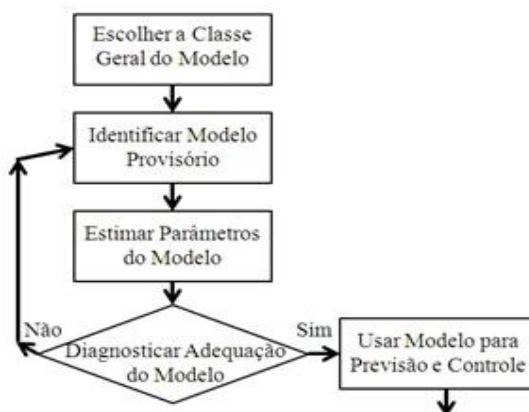 Escolher a Classe
Geral do Modelo
Identificar Modelo
Provisório
Estimar Parâmetros
do Modelo
Não
Diagnosticar Adequação
do Modelo
Sim
Usar Modelo para
Previsão e Controle